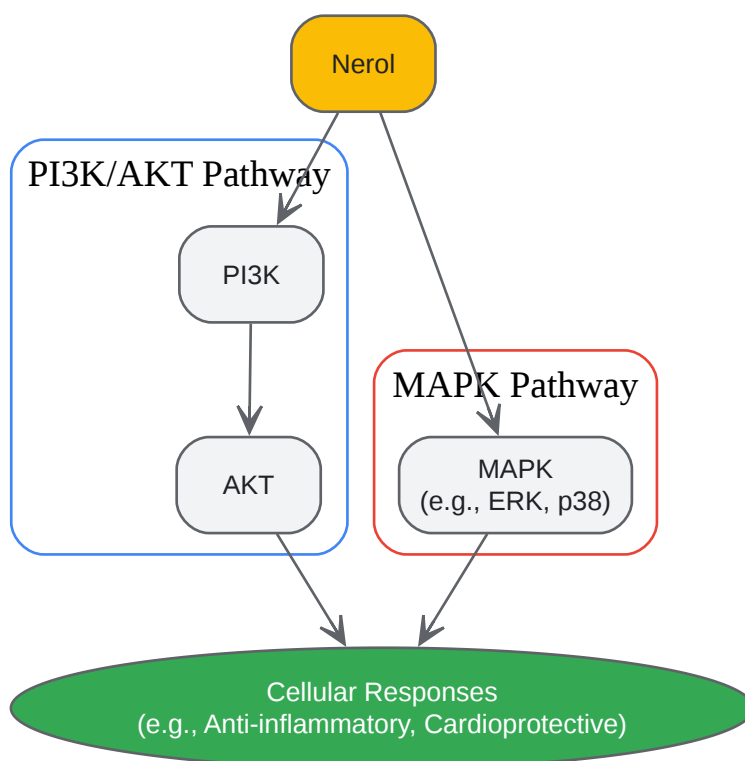 Nerol
PI3K/AKT Pathway
PI3K
MAPK Pathway
AKT
MAPK
(e.g., ERK, p38)
Cellular Responses
(e.g., Anti-inflammatory, Cardioprotective)